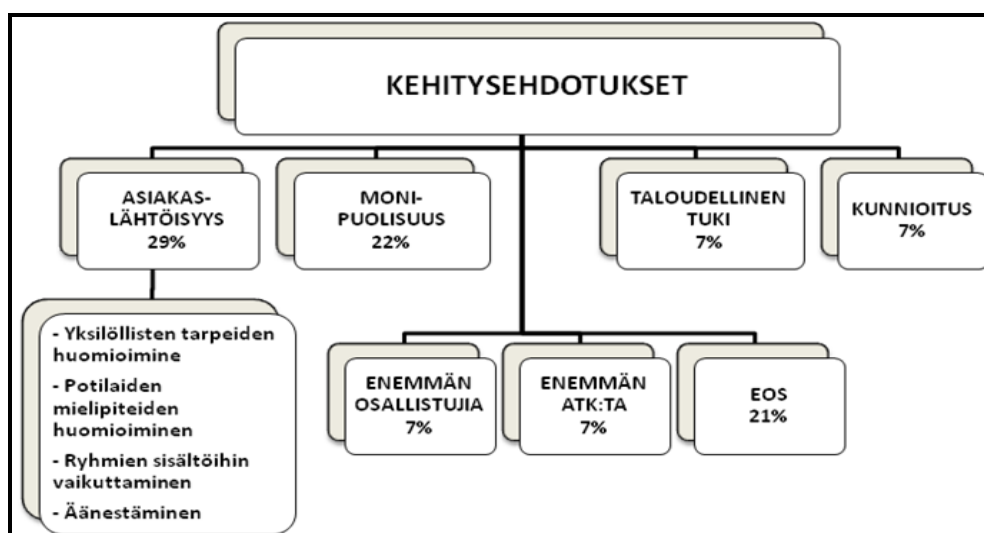 KEHITYSEHDOTUKSET
ASIAKAS-
LÄHTÖISYYS
29%
MONI-
PUOLISUUS
22%
TALOUDELLINEN
TUKI
7%
KUNNIOITUS
7%
- Yksilöllisten tarpeiden
huomioimine
- Potilaiden
mielipiteiden
huomioiminen
- Ryhmien sisältöihin
vaikuttaminen
- Äänestäminen
ENEMMÄN
OSALLISTUJIA
7%
ENEMMÄN
ATK:TA
7%
EOS
21%